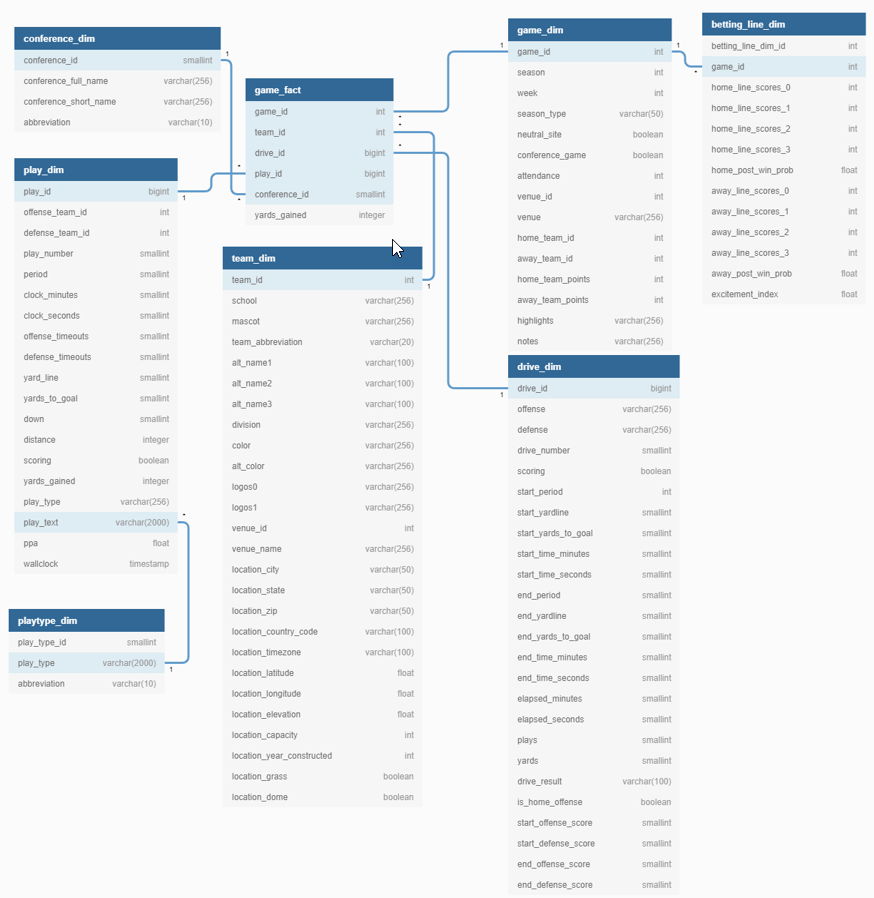 conference_dim
conference_id smallint
conference_full_name varchar(256)
conference_short_name varchar(256)
abbreviation varchar(10)
1
play_dim
play_id bigint
1
offense_team_id int
defense_team_id int
play_number smallint
period smallint
clock_minutes smallint
clock_seconds smallint
offense_timeouts smallint
defense_timeouts smallint
yard_line smallint
yards_to_goal smallint
down smallint
distance integer
scoring boolean
yards_gained integer
play_type varchar(256)
play_text varchar(2000)
*
ppa float
wallclock timestamp
playtype_dim
play_type_id smallint
play_type varchar(2000)
1
abbreviation varchar(10)
game_fact
game_id int
*
team_id int
*
drive_id bigint
*
play_id bigint
*
conference_id smallint
*
yards_gained integer
team_dim
team_id int
1
school varchar(256)
mascot varchar(256)
team_abbreviation varchar(20)
alt_name1 varchar(100)
alt_name2 varchar(100)
alt_name3 varchar(100)
division varchar(256)
color varchar(256)
alt_color varchar(256)
logos0 varchar(256)
logos1 varchar(256)
venue_id int
venue_name varchar(256)
location_city varchar(50)
location_state varchar(50)
location_zip varchar(50)
location_country_code varchar(100)
location_timezone varchar(100)
location_latitude float
location_longitude float
location_elevation float
location_capacity int
location_year_constructed int
location_grass boolean
location_dome boolean
game_dim
1
game_id int
1
season int
week int
season_type varchar(50)
neutral_site boolean
conference_game boolean
attendance int
venue_id int
venue varchar(256)
home_team_id int
away_team_id int
home_team_points int
away_team_points int
highlights varchar(256)
notes varchar(256)
drive_dim
drive_id bigint
1
offense varchar(256)
defense varchar(256)
drive_number smallint
scoring boolean
start_period int
start_yardline smallint
start_yards_to_goal smallint
start_time_minutes smallint
start_time_seconds smallint
end_period smallint
end_yardline smallint
end_yards_to_goal smallint
end_time_minutes smallint
end_time_seconds smallint
elapsed_minutes smallint
elapsed_seconds smallint
plays smallint
yards smallint
drive_result varchar(100)
is_home_offense boolean
start_offense_score smallint
start_defense_score smallint
end_offense_score smallint
end_defense_score smallint
betting_line_dim
betting_line_dim_id int
game_id int
*
home_line_scores_0 int
home_line_scores_1 int
home_line_scores_2 int
home_line_scores_3 int
home_post_win_prob float
away_line_scores_0 int
away_line_scores_1 int
away_line_scores_2 int
away_line_scores_3 int
away_post_win_prob float
excitement_index float